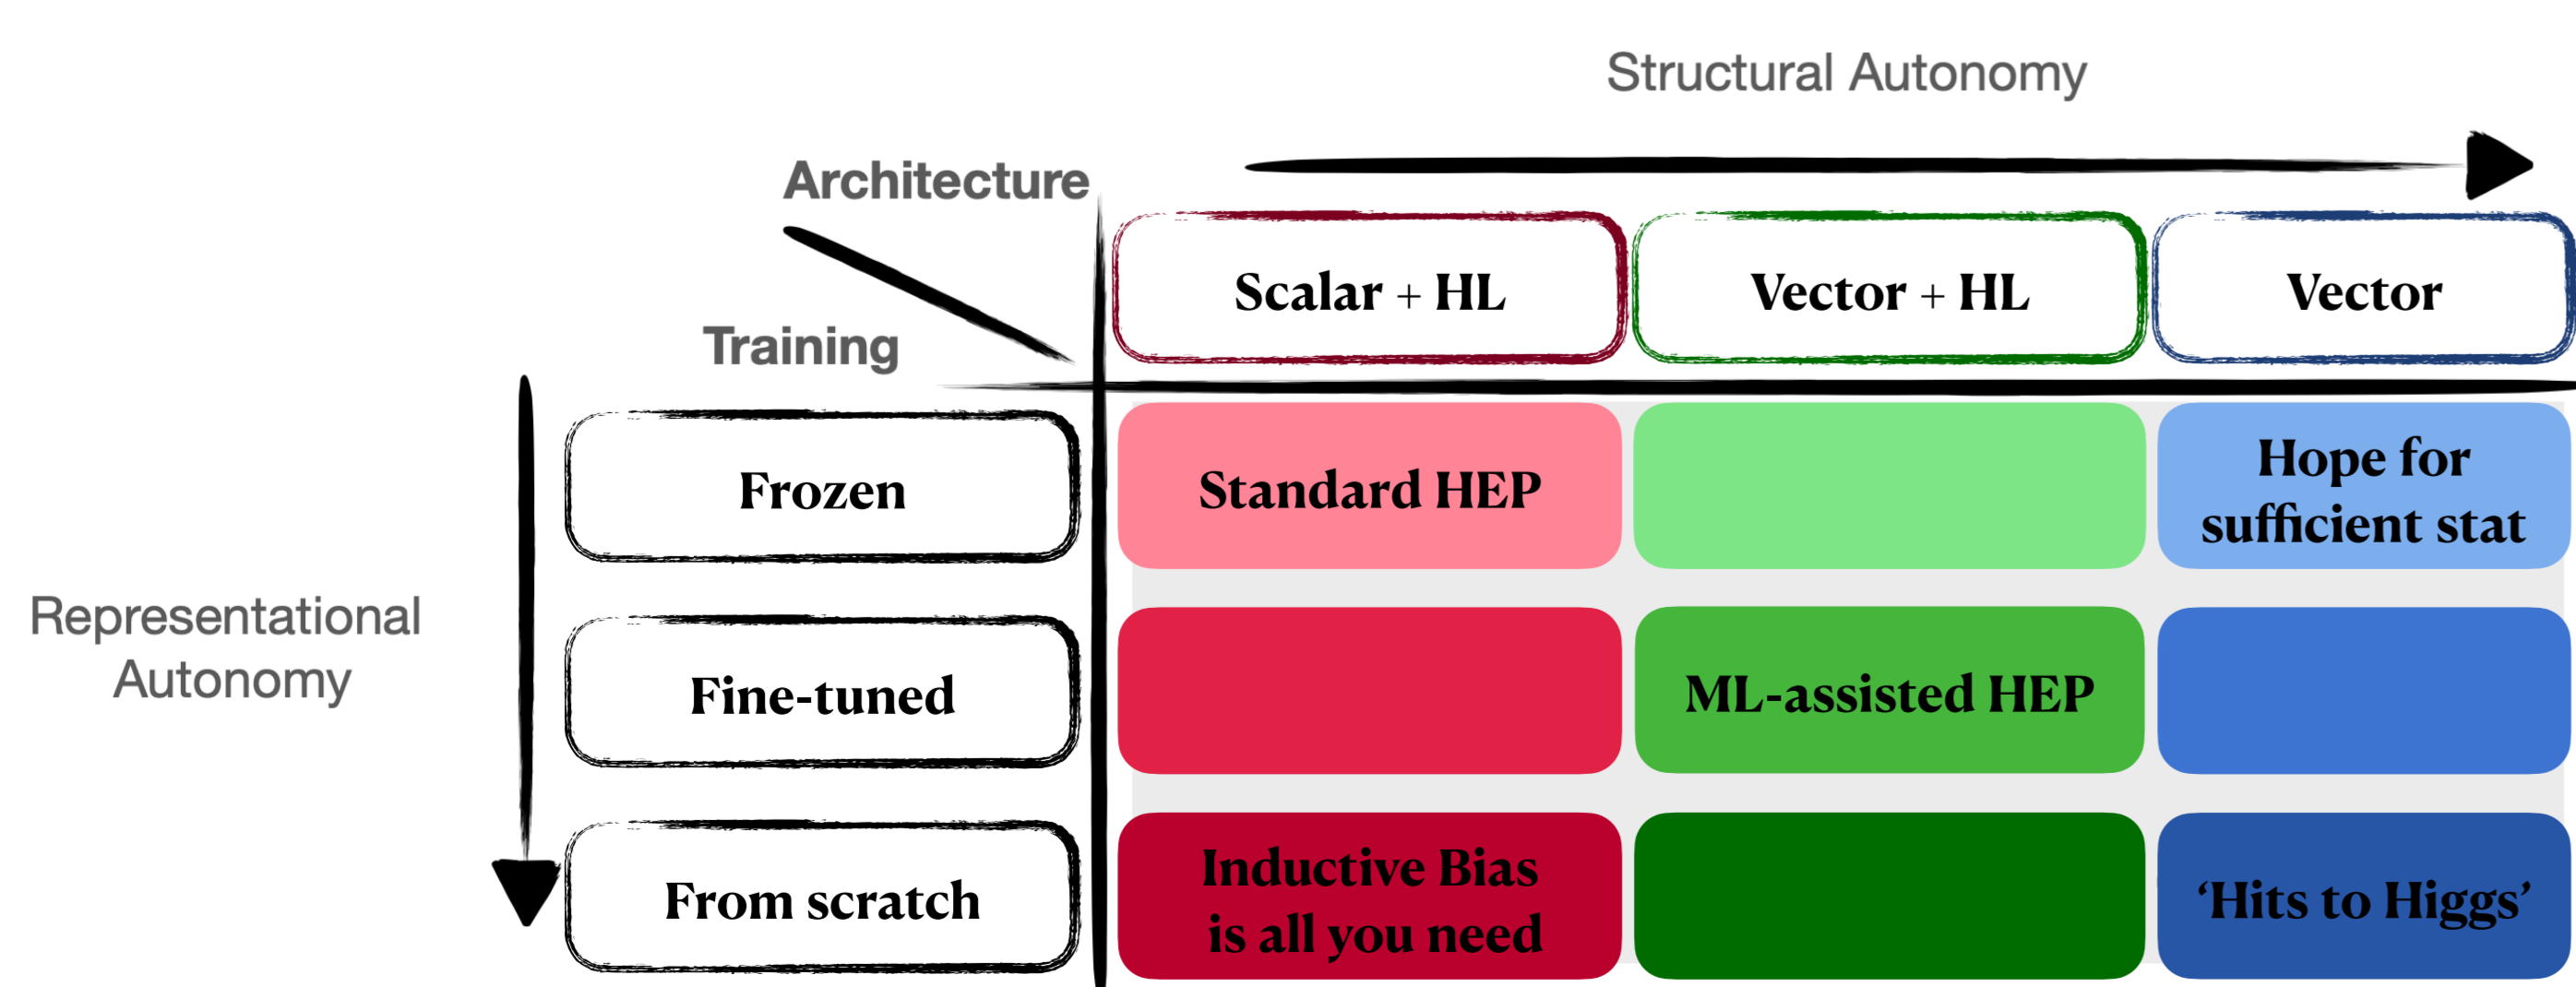 Structural Autonomy
Architecture
Training
Scalar + HL
Vector + HL
Vector
Representational
Autonomy
Frozen
Standard HEP
Hope for
sufficient stat
Fine-tuned
ML-assisted HEP
From scratch
Inductive Bias
is all you need
‘Hits to Higgs’